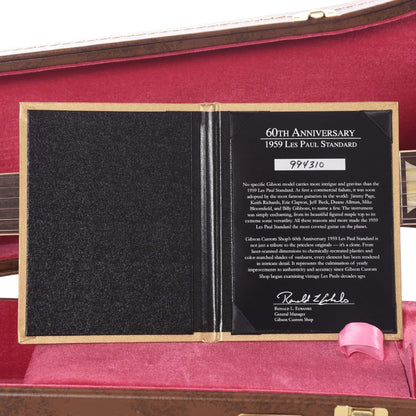 60TH ANNIVERSARY
1959 LES PAUL STANDARD
994310
No specific Gibson model carries more intrigue and gravitas than the
1959 Les Paul Standard. At first a commercial failure, it was soon
adopted by the most famous guitarists in the world: Jimmy Page,
Keith Richards, Eric Clapton, Jeff Beck, Duane Allman, Mike
Bloomfield, and Billy Gibbons, to name a few. The instrument
was simply enchanting, from its beautiful figured maple top to its
extreme sonic versatility. All these reasons and more made the
1959 Les Paul Standard the most coveted guitar on the planet.
Gibson Custom Shop's 60th Anniversary 1959 Les Paul Standard is
not just a tribute to the priceless originals — it's a clone. From
laser-scanned dimensions to chemically-recreated plastics and
color-matched shades of sunburst, every element has been rendered
in intricate detail. It represents the culmination of yearly
improvements to authenticity and accuracy since Gibson Custom
Shop began examining vintage Les Pauls decades ago.
RONALD L. EUBANKS
General Manager
Gibson Custom Shop